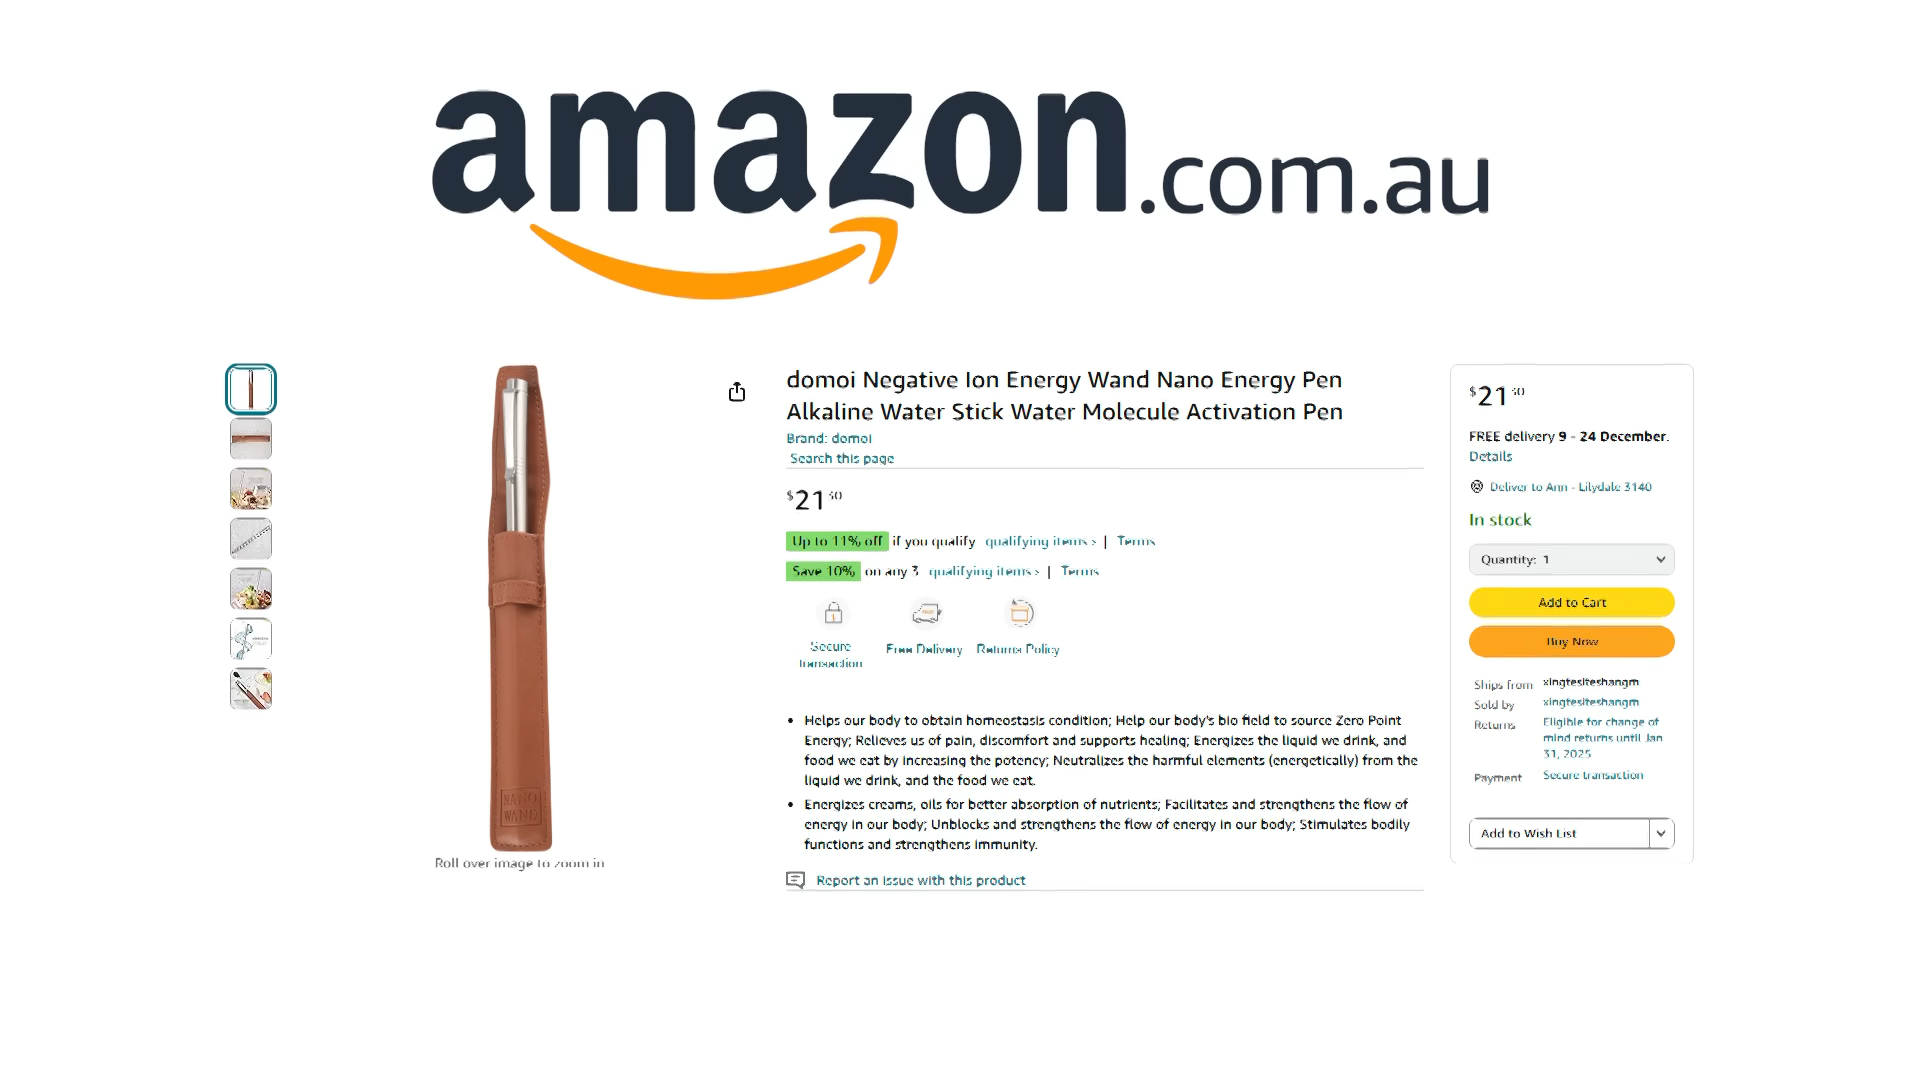 amazon.com.au
domoi Negative Ion Energy Wand Nano Energy Pen
Alkaline Water Stick Water Molecule Activation Pen
Brand: domoi
Search this page
$21
Up to 11% off if you qualify qualifying items › | Terms
Save 10% on any 3 qualifying items › | Terms
Secure transaction
Free Delivery
Returns Policy
Helps our body to obtain homeostasis condition; Help our body's bio field to source Zero Point
Energy; Relieves us of pain, discomfort and supports healing; Energizes the liquid we drink, and
food we eat by increasing the potency; Neutralizes the harmful elements (energetically) from the
liquid we drink, and the food we eat.
Energizes creams, oils for better absorption of nutrients; Facilitates and strengthens the flow of
energy in our body; Unblocks and strengthens the flow of energy in our body; Stimulates bodily
functions and strengthens immunity.
Report an issue with this product
NANO
WAND
Roll over image to zoom in
$21
FREE delivery 9 - 24 December.
Details
Deliver to Ann - Lilydale 3140
In stock
Quantity: 1
Add to Cart
Buy Now
Ships from xingtesiteshangm
Sold by xingtesiteshangm
Returns Eligible for change of
mind returns until Jan
31, 2025
Payment Secure transaction
Add to Wish List